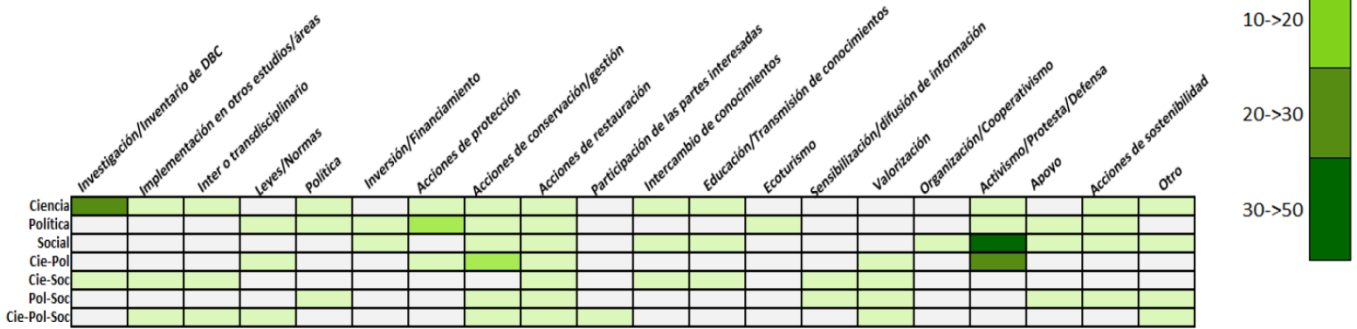 10->20
20->30
30->50
Investigación/Inventario de DBC
Implementación en otros estudios/áreas
Inter o transdisciplinario
Leyes/Normas
Política
Inversión/Financiamiento
Acciones de protección
Acciones de conservación/gestión
Acciones de restauración
Participación de las partes interesadas
Intercambio de conocimientos
Educación/Transmisión de conocimientos
Ecoturismo
Sensibilización/difusión de información
Valorización
Organización/Cooperativismo
Activismo/Protesta/Defensa
Apoyo
Acciones de sostenibilidad
Otro
Ciencia
Política
Social
Cie-Pol
Cie-Soc
Pol-Soc
Cie-Pol-Soc